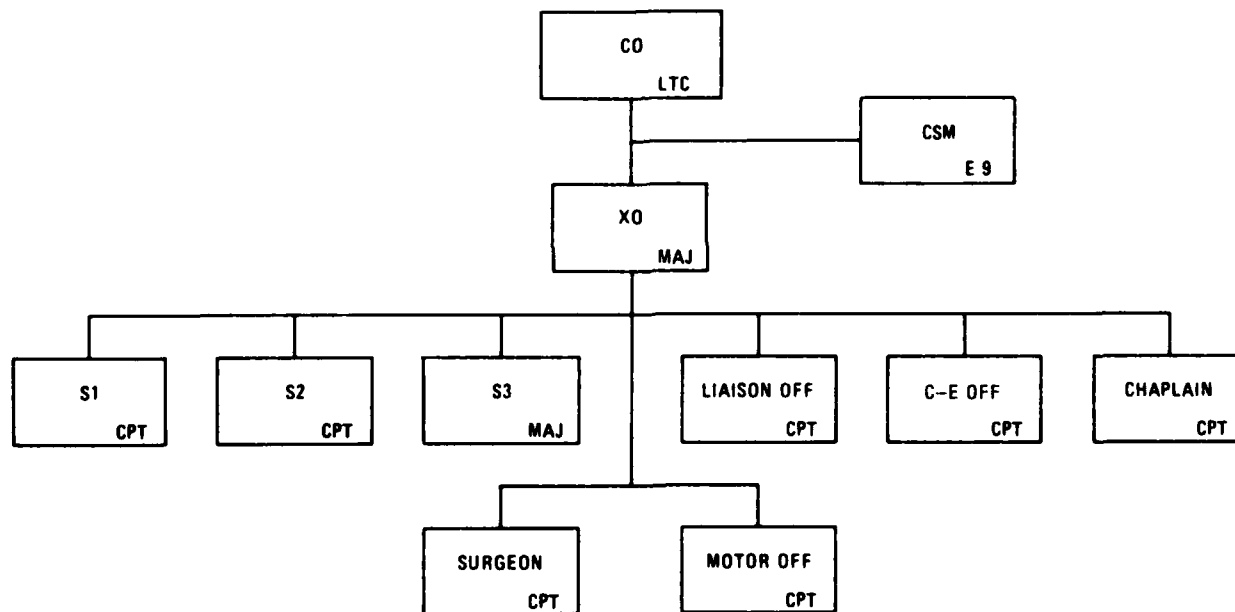 CO
LTC
CSM
E 9
XO
MAJ
S1
CPT
S2
CPT
S3
MAJ
LIAISON OFF
CPT
C-E OFF
CPT
CHAPLAIN
CPT
SURGEON
CPT
MOTOR OFF
CPT